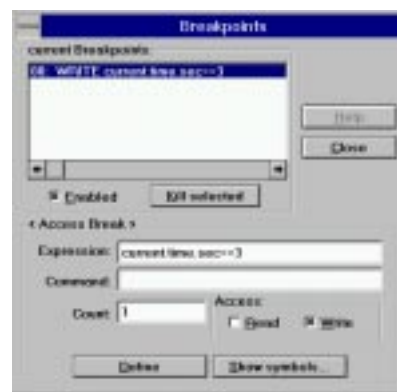 Breakpoints
current Breakpoints:
00: WRITE current.time.sec==3
Help
Close
Enabled
Kill selected
< Access Break >
Expression: current.time.sec==3
Command:
Count: 1
Access:
Read
Write
Define
Show symbols...